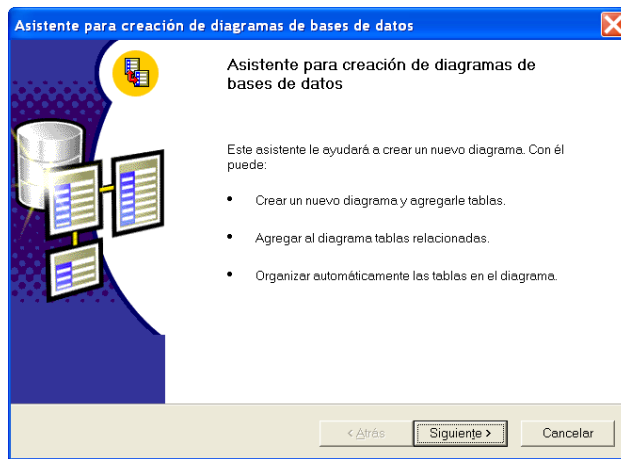 Asistente para creación de diagramas de bases de datos
Asistente para creación de diagramas de
bases de datos
Este asistente le ayudará a crear un nuevo diagrama. Con él
puede:
• Crear un nuevo diagrama y agregarle tablas.
• Agregar al diagrama tablas relacionadas.
• Organizar automáticamente las tablas en el diagrama.
< Atrás Siguiente > Cancelar